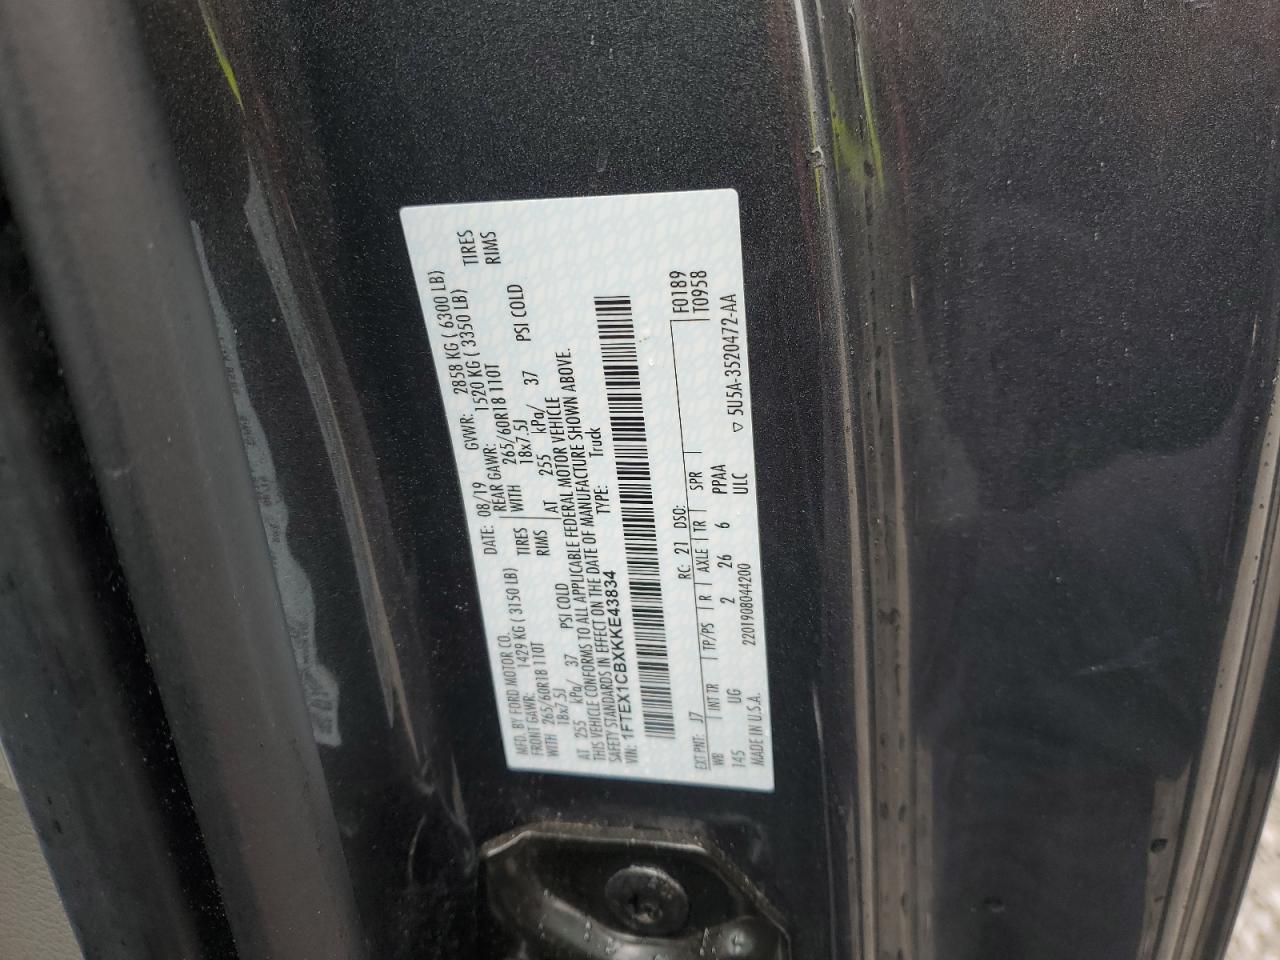 MFD. BY FORD MOTOR CO.
DATE: 08/19 GVWR: 2858 KG ( 6300 LB)
FRONT GAWR: 1429 KG ( 3150 LB) REAR GAWR: 1520 KG ( 3350 LB)
WITH 265/60R18 110T TIRES WITH 265/60R18 110T TIRES
18x7.5J RIMS 18x7.5J RIMS
AT 255 kPa/ 37 PSI COLD AT 255 kPa/ 37 PSI COLD
THIS VEHICLE CONFORMS TO ALL APPLICABLE FEDERAL MOTOR VEHICLE
SAFETY STANDARDS IN EFFECT ON THE DATE OF MANUFACTURE SHOWN ABOVE.
VIN: 1FTEX1CBXKKE43834 TYPE: Truck
F0189
T0958
EXT PNT: J7 RC: 21 DSO:
WB INT TR TP/PS R AXLE TR SPR
145 UG 2 26 6 PPAA
MADE IN U.S.A. 2201908044200 ULC ▽ 5U5A-3520472-AA